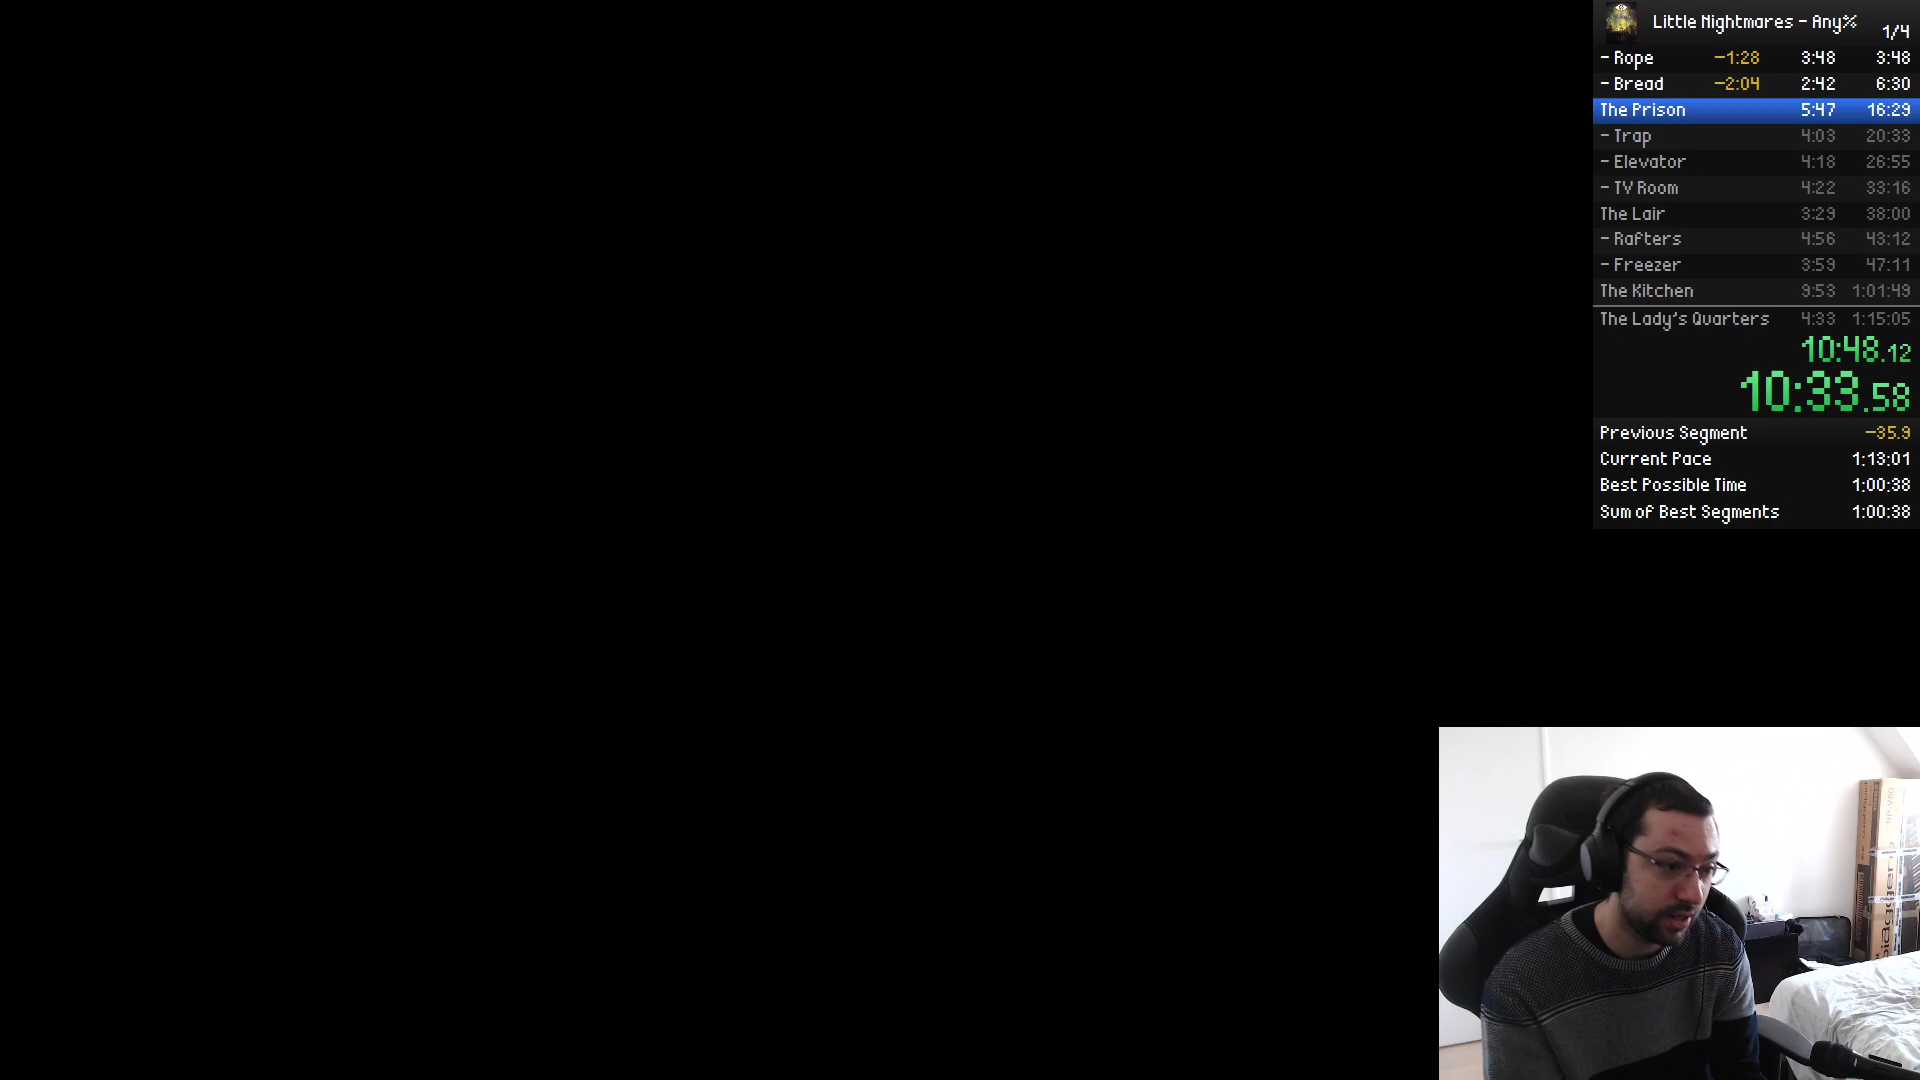 Little Nightmares - Any%
1/4
- Rope -1:28 3:48 3:48
- Bread -2:04 2:42 6:30
The Prison 5:47 16:29
- Trap 4:03 20:33
- Elevator 4:18 26:55
- TV Room 4:22 33:16
The Lair 3:29 38:00
- Rafters 4:56 43:12
- Freezer 3:59 47:11
The Kitchen 9:53 1:01:49
The Lady's Quarters 4:33 1:15:05
10:48.12
10:33.58
Previous Segment -35.9
Current Pace 1:13:01
Best Possible Time 1:00:38
Sum of Best Segments 1:00:38
piaggero
NP-V80